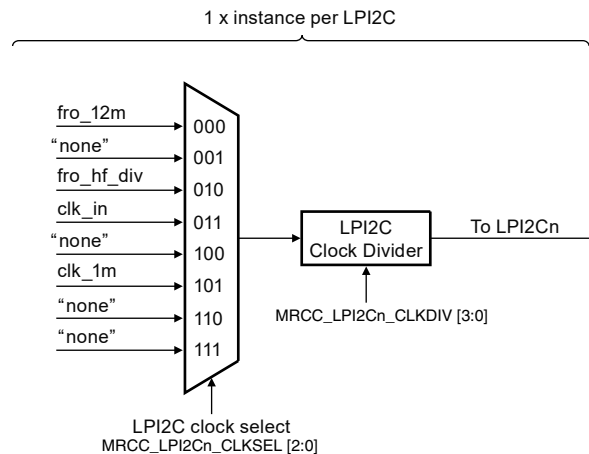 1 x instance per LPI2C
fro_12m
000
“none”
001
fro_hf_div
010
clk_in
011
“none”
100
clk_1m
101
“none”
110
“none”
111
LPI2C
Clock Divider
To LPI2Cn
MRCC_LPI2Cn_CLKDIV [3:0]
LPI2C clock select
MRCC_LPI2Cn_CLKSEL [2:0]